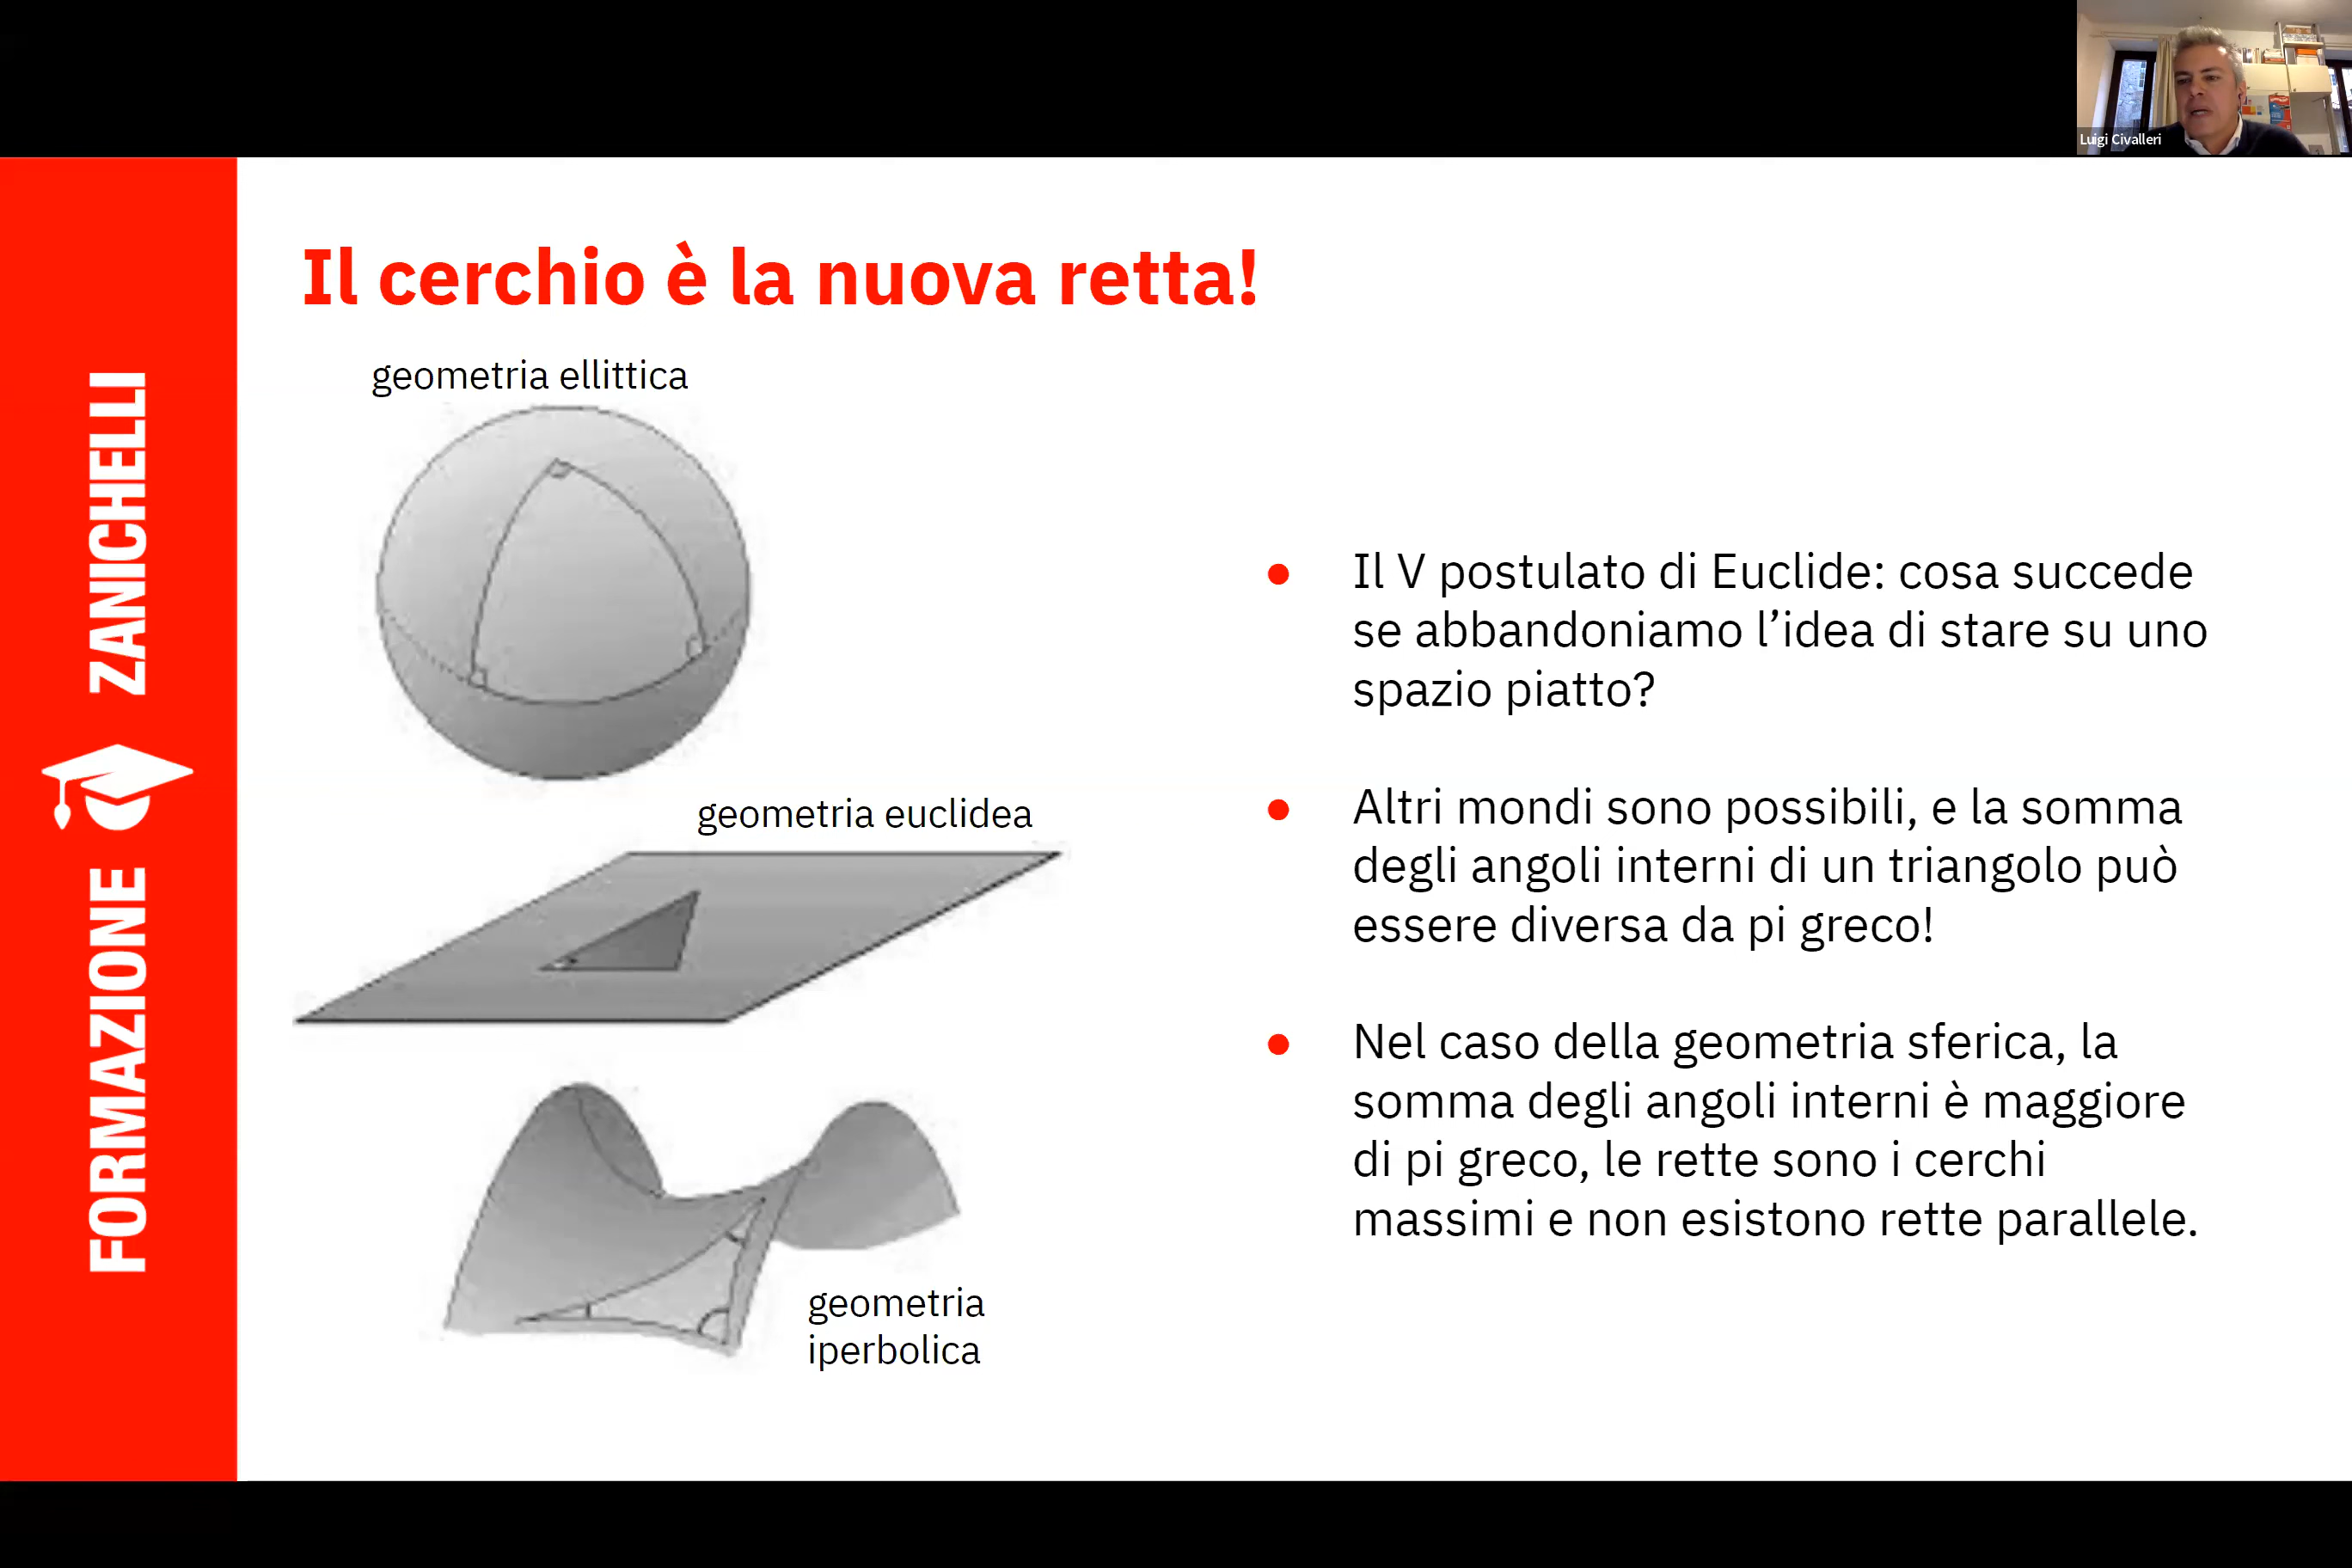 Luigi Civalleri
FORMAZIONE ZANICHELLI
Il cerchio è la nuova retta!
geometria ellittica
geometria euclidea
geometria
iperbolica
Il V postulato di Euclide: cosa succede
se abbandoniamo l’idea di stare su uno
spazio piatto?
Altri mondi sono possibili, e la somma
degli angoli interni di un triangolo può
essere diversa da pi greco!
Nel caso della geometria sferica, la
somma degli angoli interni è maggiore
di pi greco, le rette sono i cerchi
massimi e non esistono rette parallele.